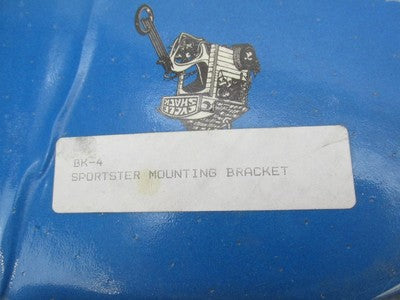 BK-4
SPORTSTER MOUNTING BRACKET